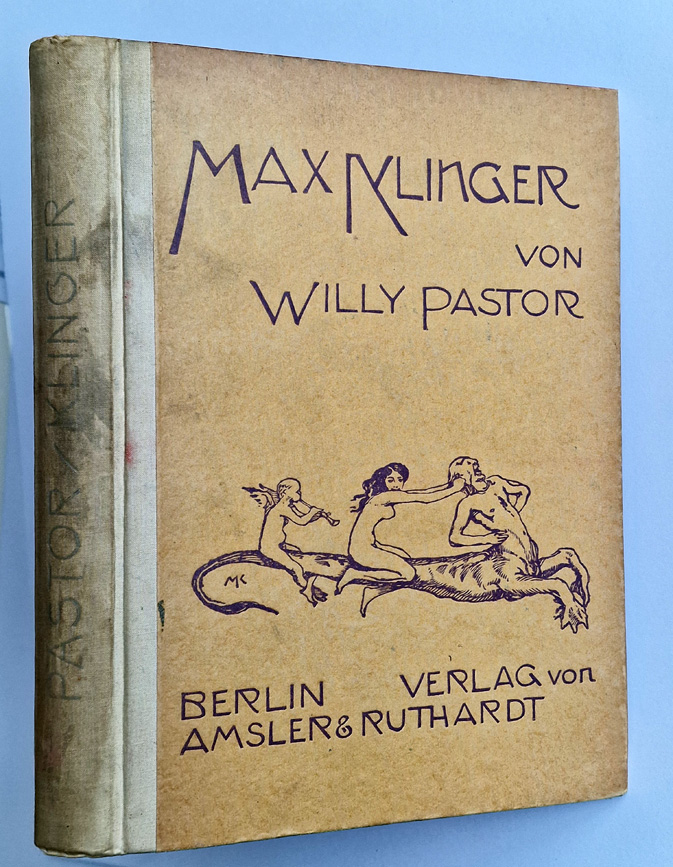 PASTOR / KLINGER
MAX KLINGER
VON
WILLY PASTOR
MK
BERLIN VERLAG von
AMSLER & RUTHARDT